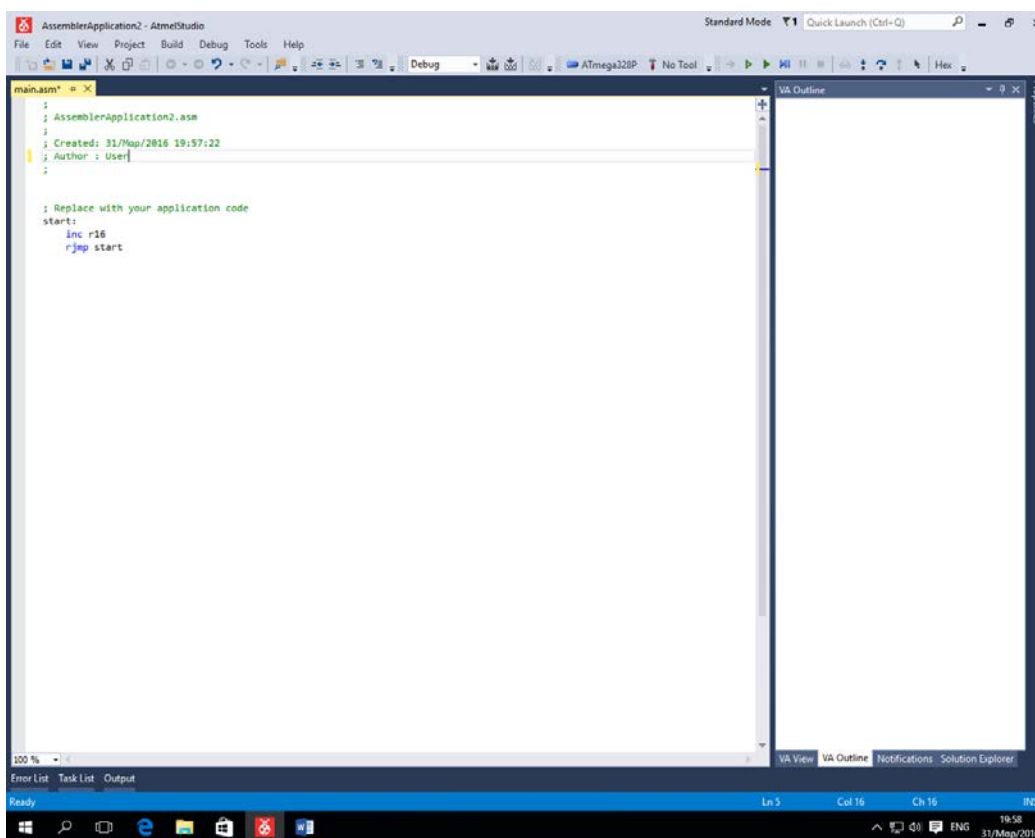 AssemblerApplication2 - AtmelStudio
Standard Mode
1
Quick Launch (Ctrl+Q)
File Edit View Project Build Debug Tools Help
Debug
ATmega328P
No Tool
Hex
main.asm*
VA Outline
;
; AssemblerApplication2.asm
;
; Created: 31/Μαρ/2016 19:57:22
; Author : User
;
; Replace with your application code
start:
inc r16
rjmp start
100 %
VA View VA Outline Notifications Solution Explorer
Error List Task List Output
Ready
Ln 5
Col 16
Ch 16
ENG
19:58